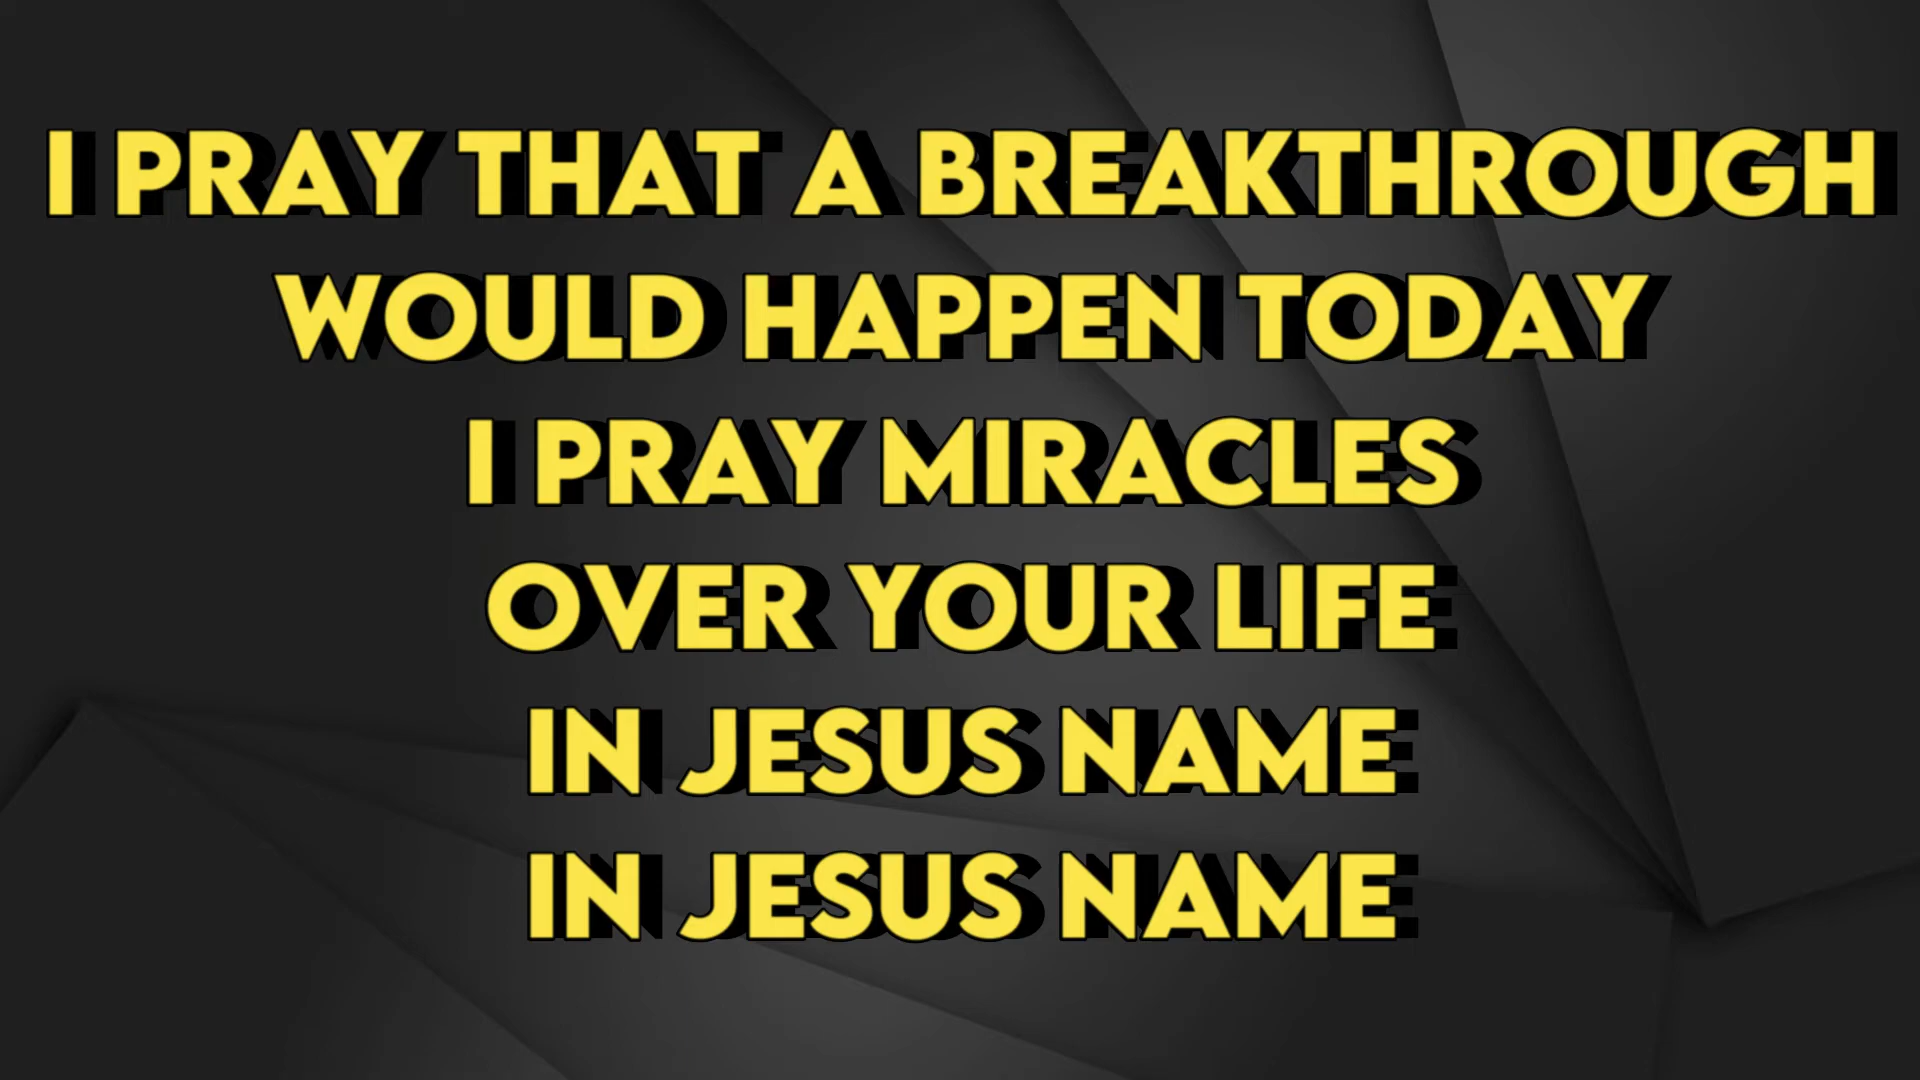 I PRAY THAT A BREAKTHROUGH
WOULD HAPPEN TODAY
I PRAY MIRACLES
OVER YOUR LIFE
IN JESUS NAME
IN JESUS NAME